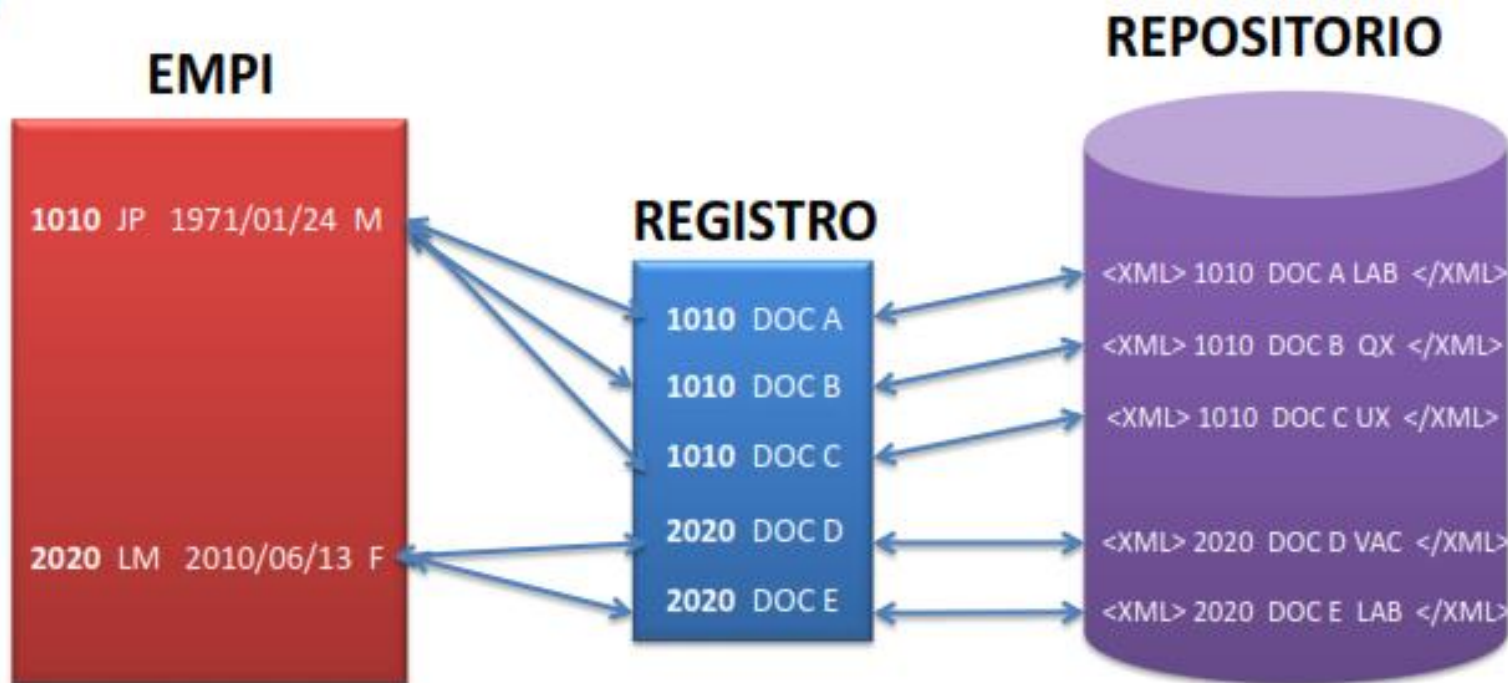 EMPI
1010 JP 1971/01/24 M
2020 LM 2010/06/13 F
REGISTRO
1010 DOC A
1010 DOC B
1010 DOC C
2020 DOC D
2020 DOC E
REPOSITORIO
<XML> 1010 DOC A LAB </XML>
<XML> 1010 DOC B QX </XML>
<XML> 1010 DOC C UX </XML>
<XML> 2020 DOC D VAC </XML>
<XML> 2020 DOC E LAB </XML>